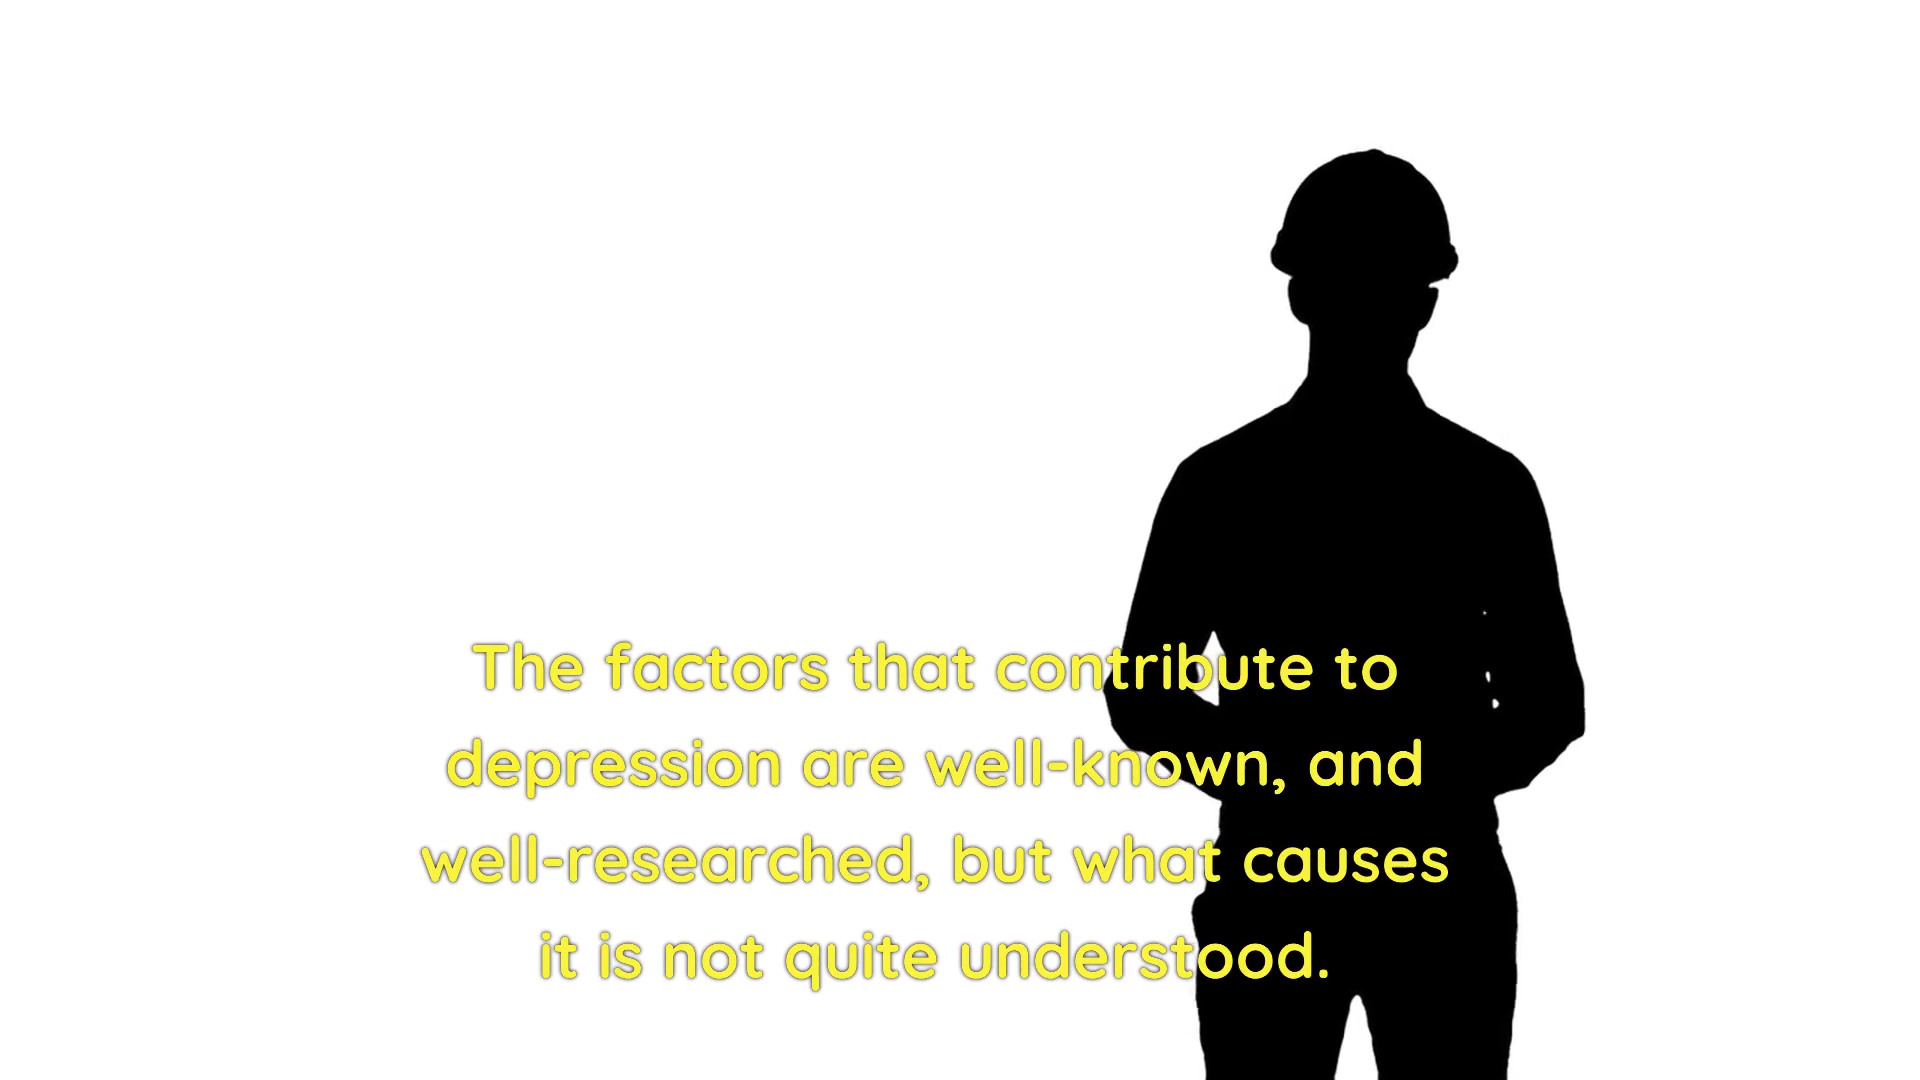 The factors that contribute to
depression are well-known, and
well-researched, but what causes
it is not quite understood.